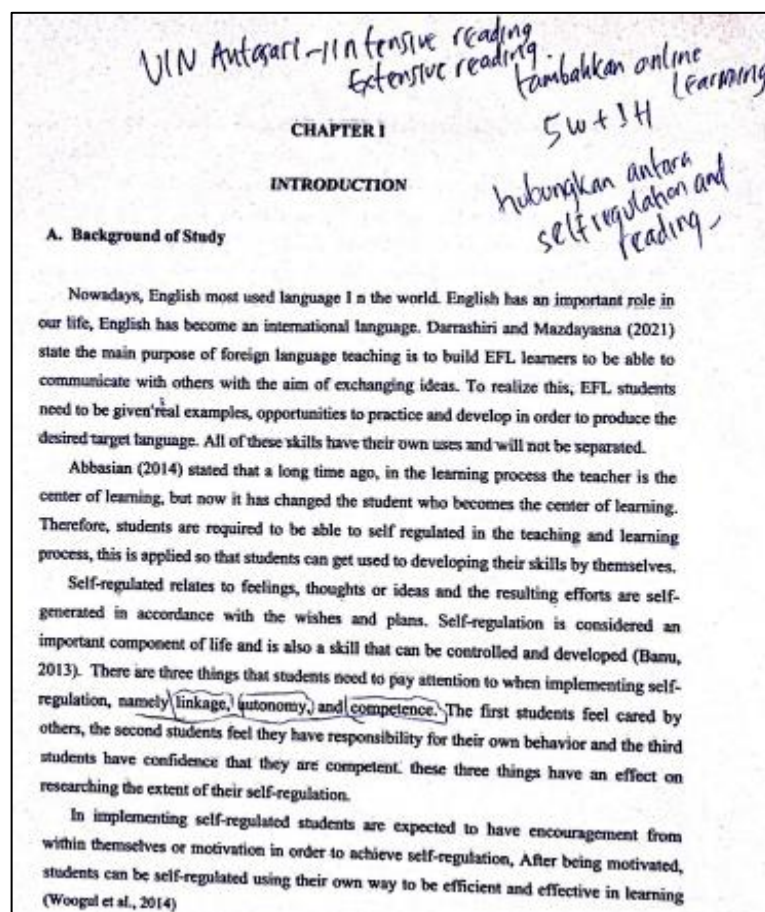 UIN Antasari - Intensive reading
Extensive reading
tambahkan online
learning
5W + 1H
CHAPTER I
INTRODUCTION
hubungkan antara
self regulation and
reading
A. Background of Study
Nowadays, English most used language I n the world. English has an important role in
our life, English has become an international language. Darrashiri and Mazdayasna (2021)
state the main purpose of foreign language teaching is to build EFL learners to be able to
communicate with others with the aim of exchanging ideas. To realize this, EFL students
need to be given real examples, opportunities to practice and develop in order to produce the
desired target language. All of these skills have their own uses and will not be separated.
Abbasian (2014) stated that a long time ago, in the learning process the teacher is the
center of learning, but now it has changed the student who becomes the center of learning.
Therefore, students are required to be able to self regulated in the teaching and learning
process, this is applied so that students can get used to developing their skills by themselves.
Self-regulated relates to feelings, thoughts or ideas and the resulting efforts are self-
generated in accordance with the wishes and plans. Self-regulation is considered an
important component of life and is also a skill that can be controlled and developed (Banu,
2013). There are three things that students need to pay attention to when implementing self-
regulation, namely linkage, autonomy, and competence. The first students feel cared by
others, the second students feel they have responsibility for their own behavior and the third
students have confidence that they are competent. these three things have an effect on
researching the extent of their self-regulation.
In implementing self-regulated students are expected to have encouragement from
within themselves or motivation in order to achieve self-regulation, After being motivated,
students can be self-regulated using their own way to be efficient and effective in learning
(Woogul et al., 2014)